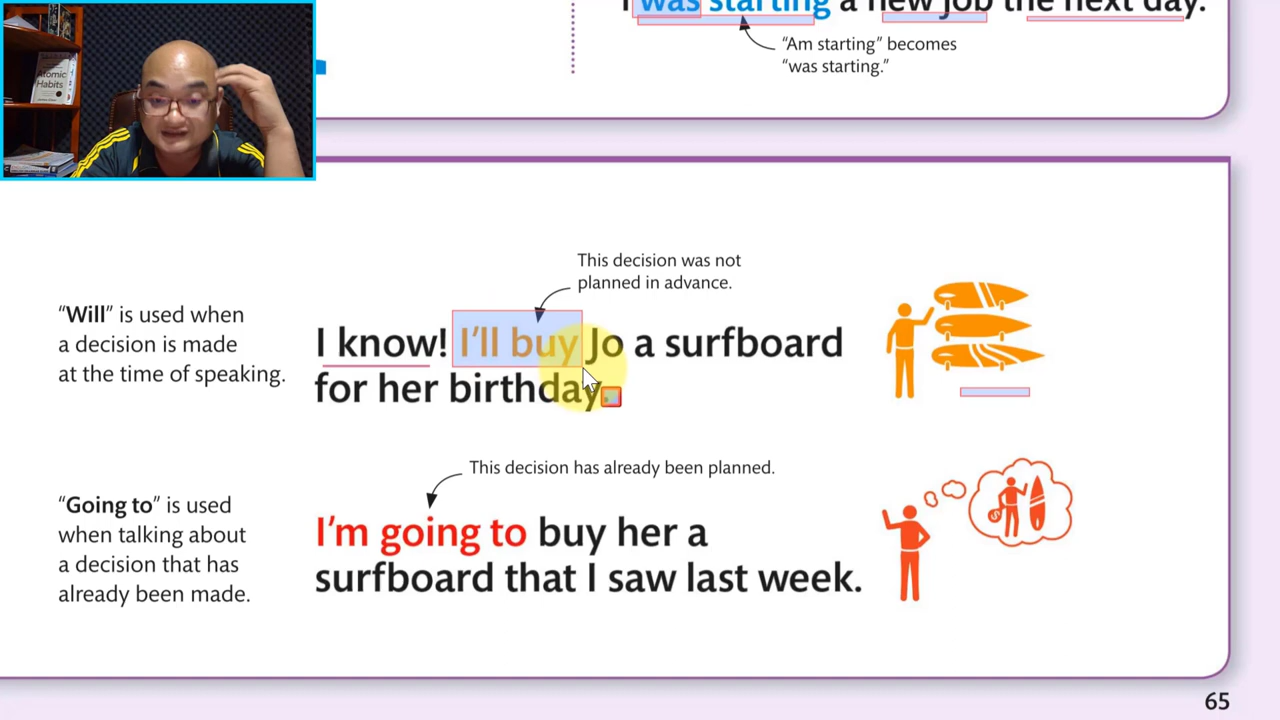 I was starting a new job the next day.
"Am starting" becomes
"was starting."
Atomic
Habits
This decision was not
planned in advance.
"Will" is used when
a decision is made
at the time of speaking.
I know! I'll buy Jo a surfboard
for her birthday.
This decision has already been planned.
"Going to" is used
when talking about
a decision that has
already been made.
I'm going to buy her a
surfboard that I saw last week.
65